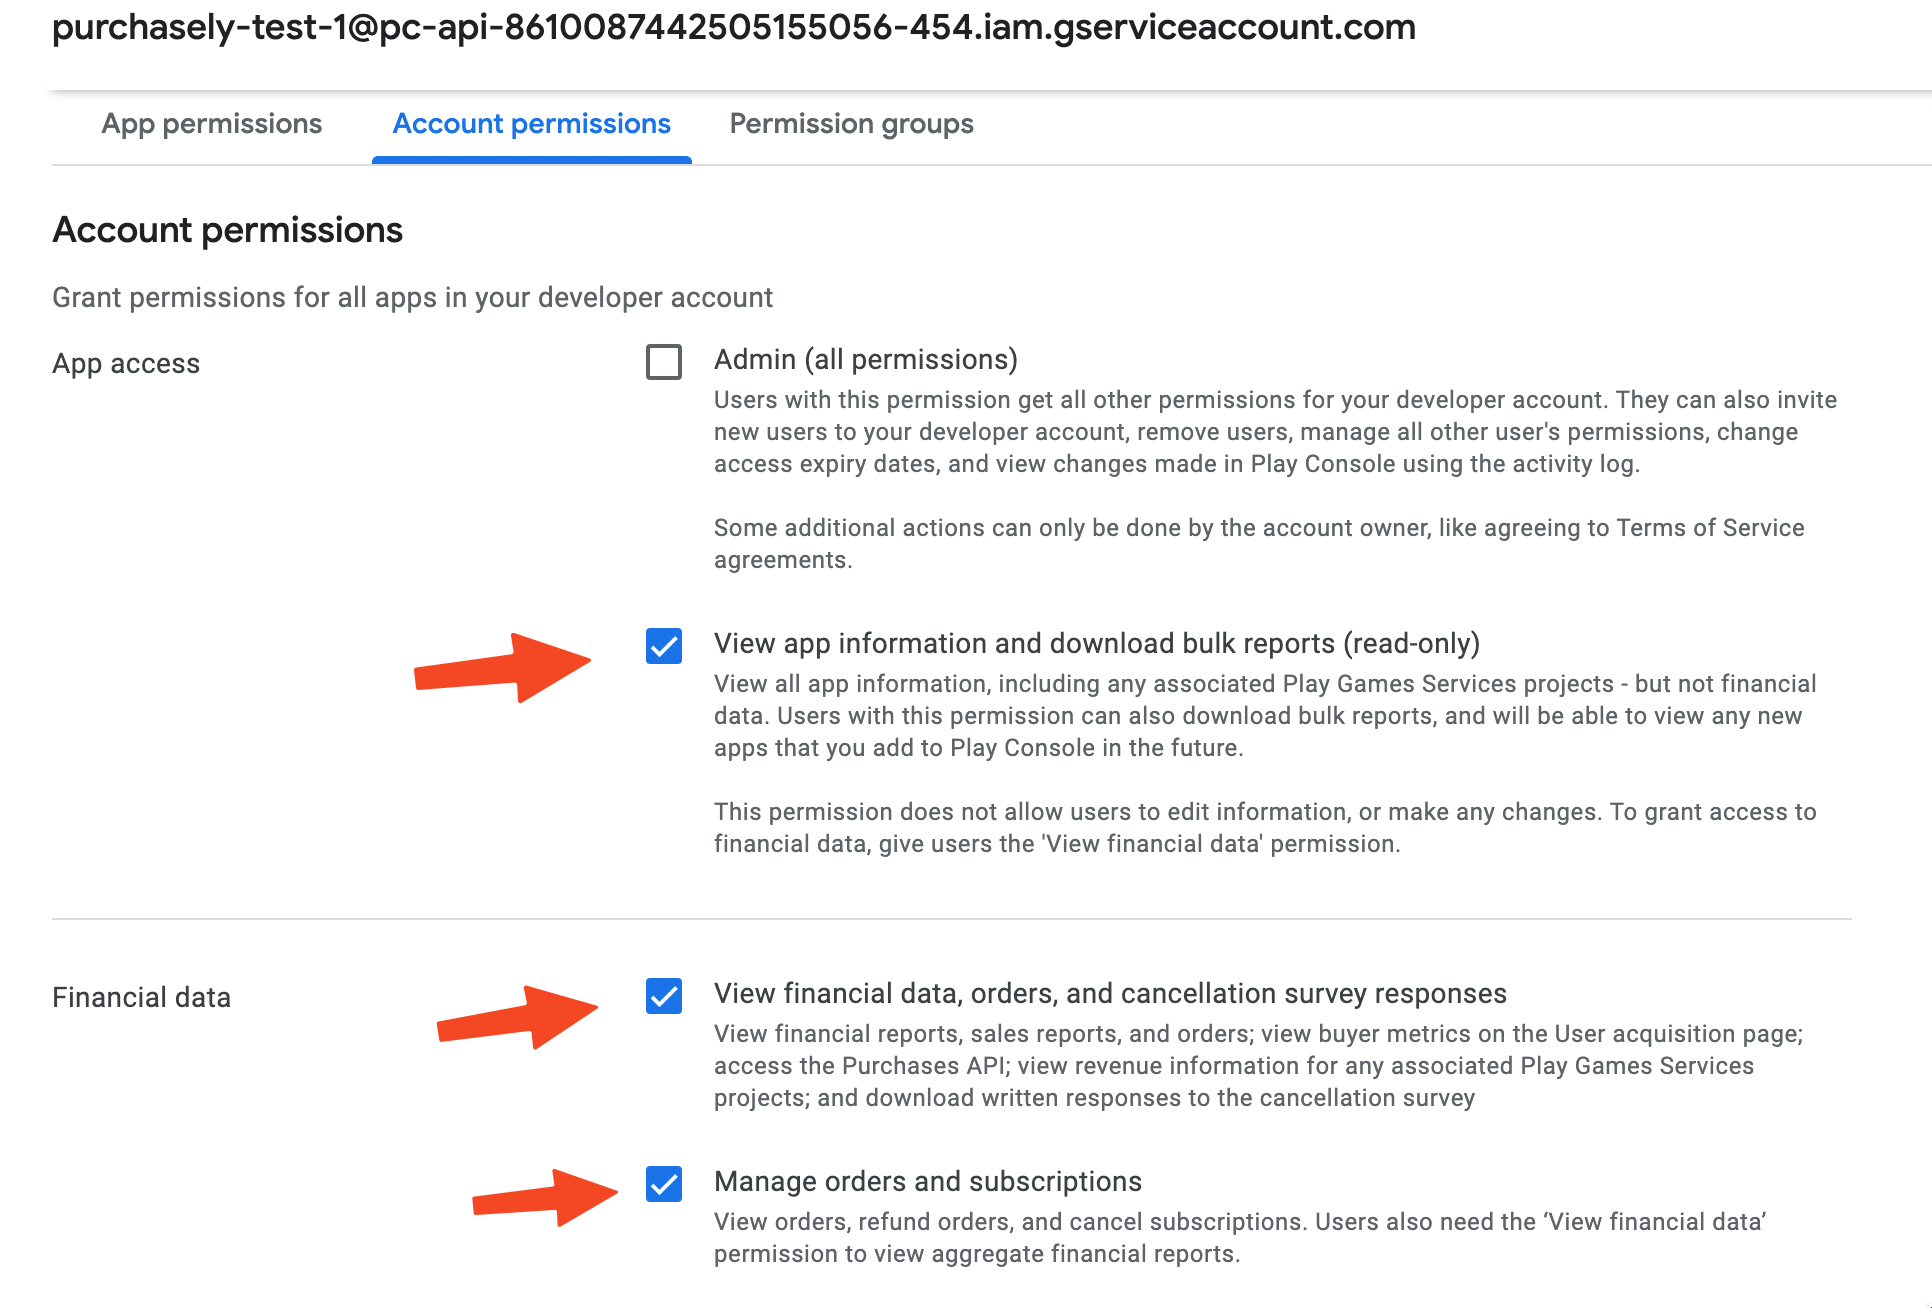 purchasely-test-1@pc-api-8610087442505155056-454.iam.gserviceaccount.com
App permissions
Account permissions
Permission groups
Account permissions
Grant permissions for all apps in your developer account
App access
Admin (all permissions)
Users with this permission get all other permissions for your developer account. They can also invite
new users to your developer account, remove users, manage all other user's permissions, change
access expiry dates, and view changes made in Play Console using the activity log.
Some additional actions can only be done by the account owner, like agreeing to Terms of Service
agreements.
View app information and download bulk reports (read-only)
View all app information, including any associated Play Games Services projects - but not financial
data. Users with this permission can also download bulk reports, and will be able to view any new
apps that you add to Play Console in the future.
This permission does not allow users to edit information, or make any changes. To grant access to
financial data, give users the 'View financial data' permission.
Financial data
View financial data, orders, and cancellation survey responses
View financial reports, sales reports, and orders; view buyer metrics on the User acquisition page;
access the Purchases API; view revenue information for any associated Play Games Services
projects; and download written responses to the cancellation survey
Manage orders and subscriptions
View orders, refund orders, and cancel subscriptions. Users also need the ‘View financial data’
permission to view aggregate financial reports.